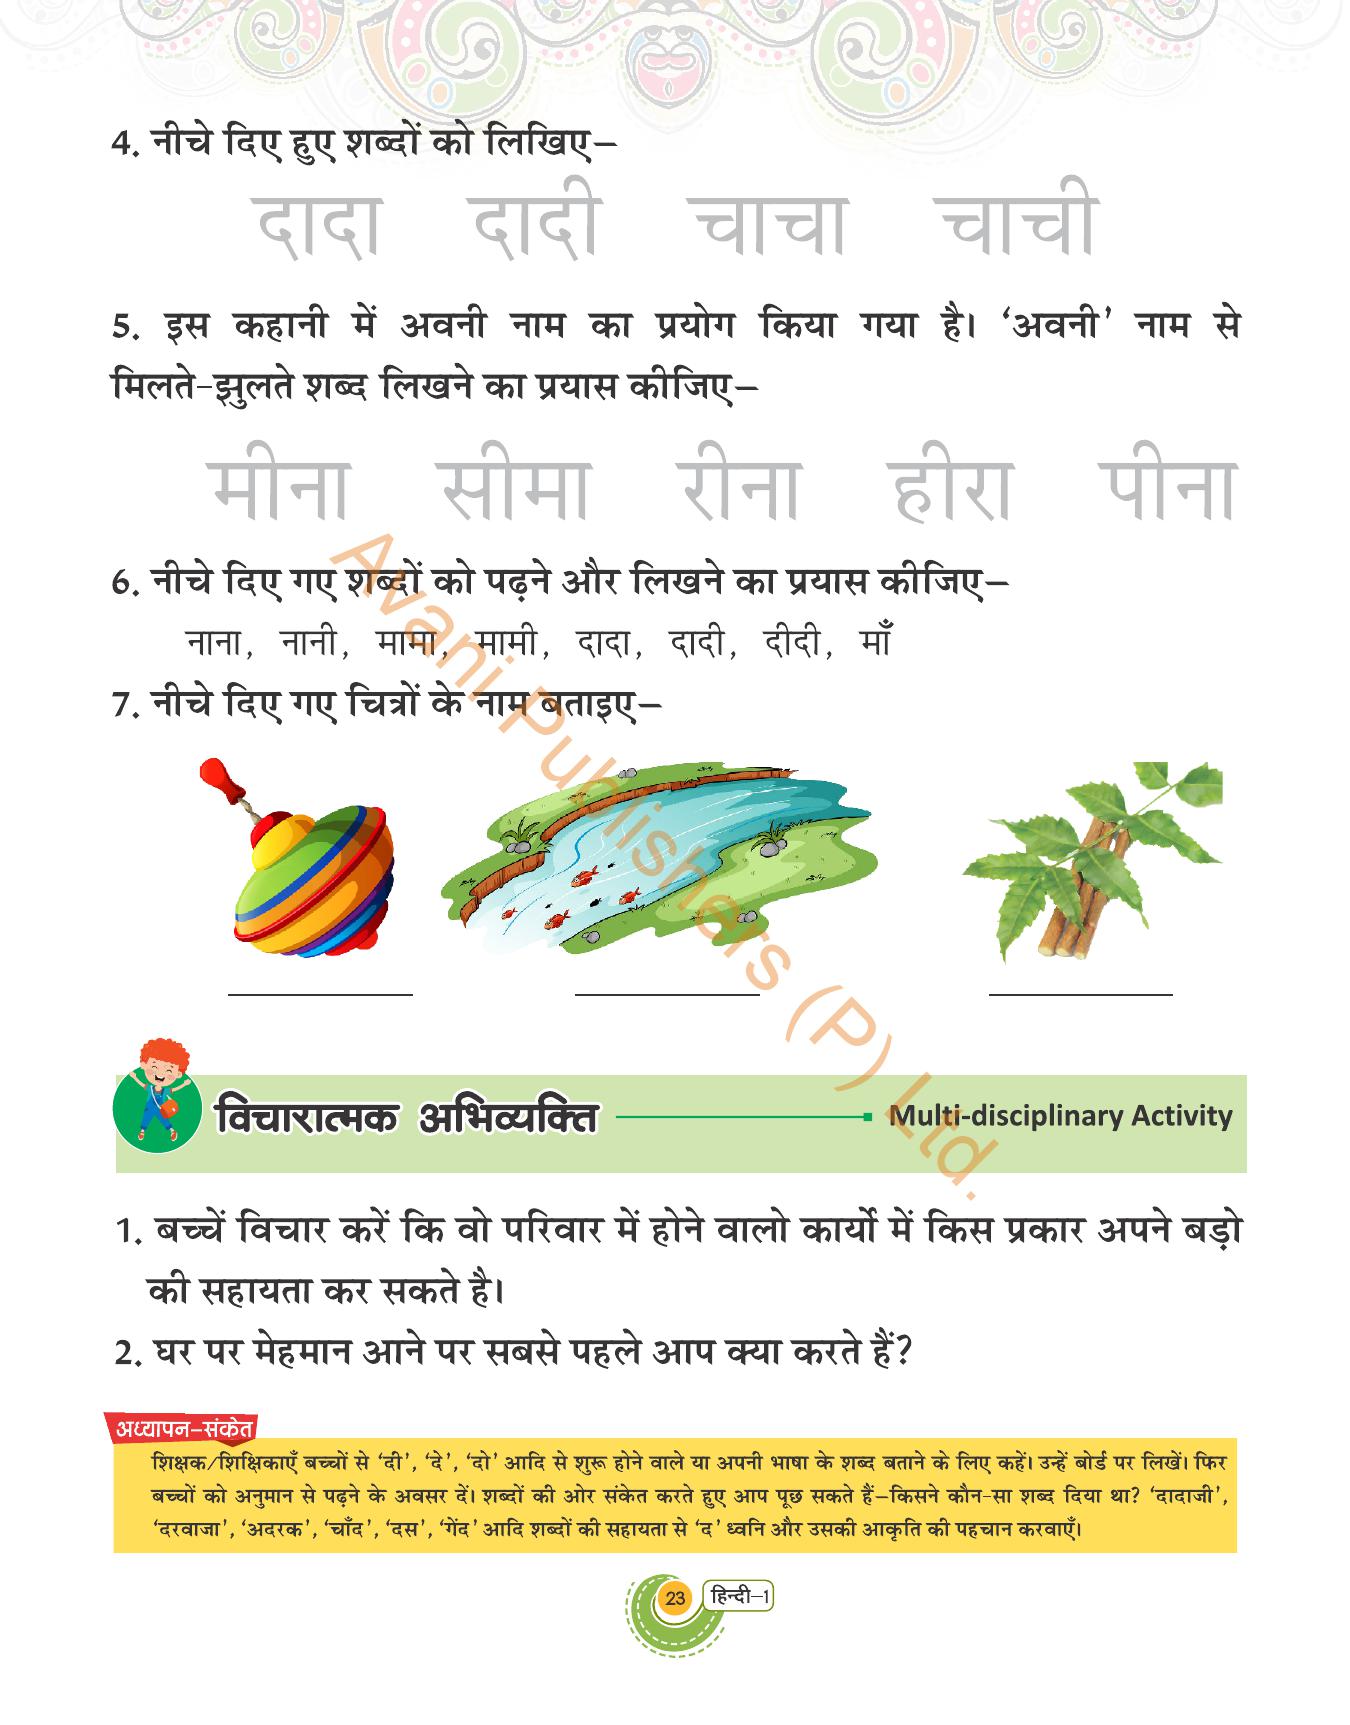 4. नीचे दिए हुए शब्दों को लिखिए–
दादा दादी चाचा चाची
5. इस कहानी में अवनी नाम का प्रयोग किया गया है। ‘अवनी’ नाम से
मिलते-झुलते शब्द लिखने का प्रयास कीजिए–
मीना सीमा रीना हीरा पीना
6. नीचे दिए गए शब्दों को पढ़ने और लिखने का प्रयास कीजिए–
नाना, नानी, मामा, मामी, दादा, दादी, दीदी, माँ
7. नीचे दिए गए चित्रों के नाम बताइए–
Avani Publishers (P) Ltd.
विचारात्मक अभिव्यक्ति Multi-disciplinary Activity
1. बच्चें विचार करें कि वो परिवार में होने वालो कार्यो में किस प्रकार अपने बड़ो
की सहायता कर सकते है।
2. घर पर मेहमान आने पर सबसे पहले आप क्या करते हैं?
अध्यापन–संकेत
शिक्षक/शिक्षिकाएँ बच्चों से ‘दी’, ‘दे’, ‘दो’ आदि से शुरू होने वाले या अपनी भाषा के शब्द बताने के लिए कहें। उन्हें बोर्ड पर लिखें। फिर
बच्चों को अनुमान से पढ़ने के अवसर दें। शब्दों की ओर संकेत करते हुए आप पूछ सकते हैं–किसने कौन-सा शब्द दिया था? ‘दादाजी’,
‘दरवाजा’, ‘अदरक’, ‘चाँद’, ‘दस’, ‘गेंद’ आदि शब्दों की सहायता से ‘द’ ध्वनि और उसकी आकृति की पहचान करवाएँ।
23 हिन्दी–1